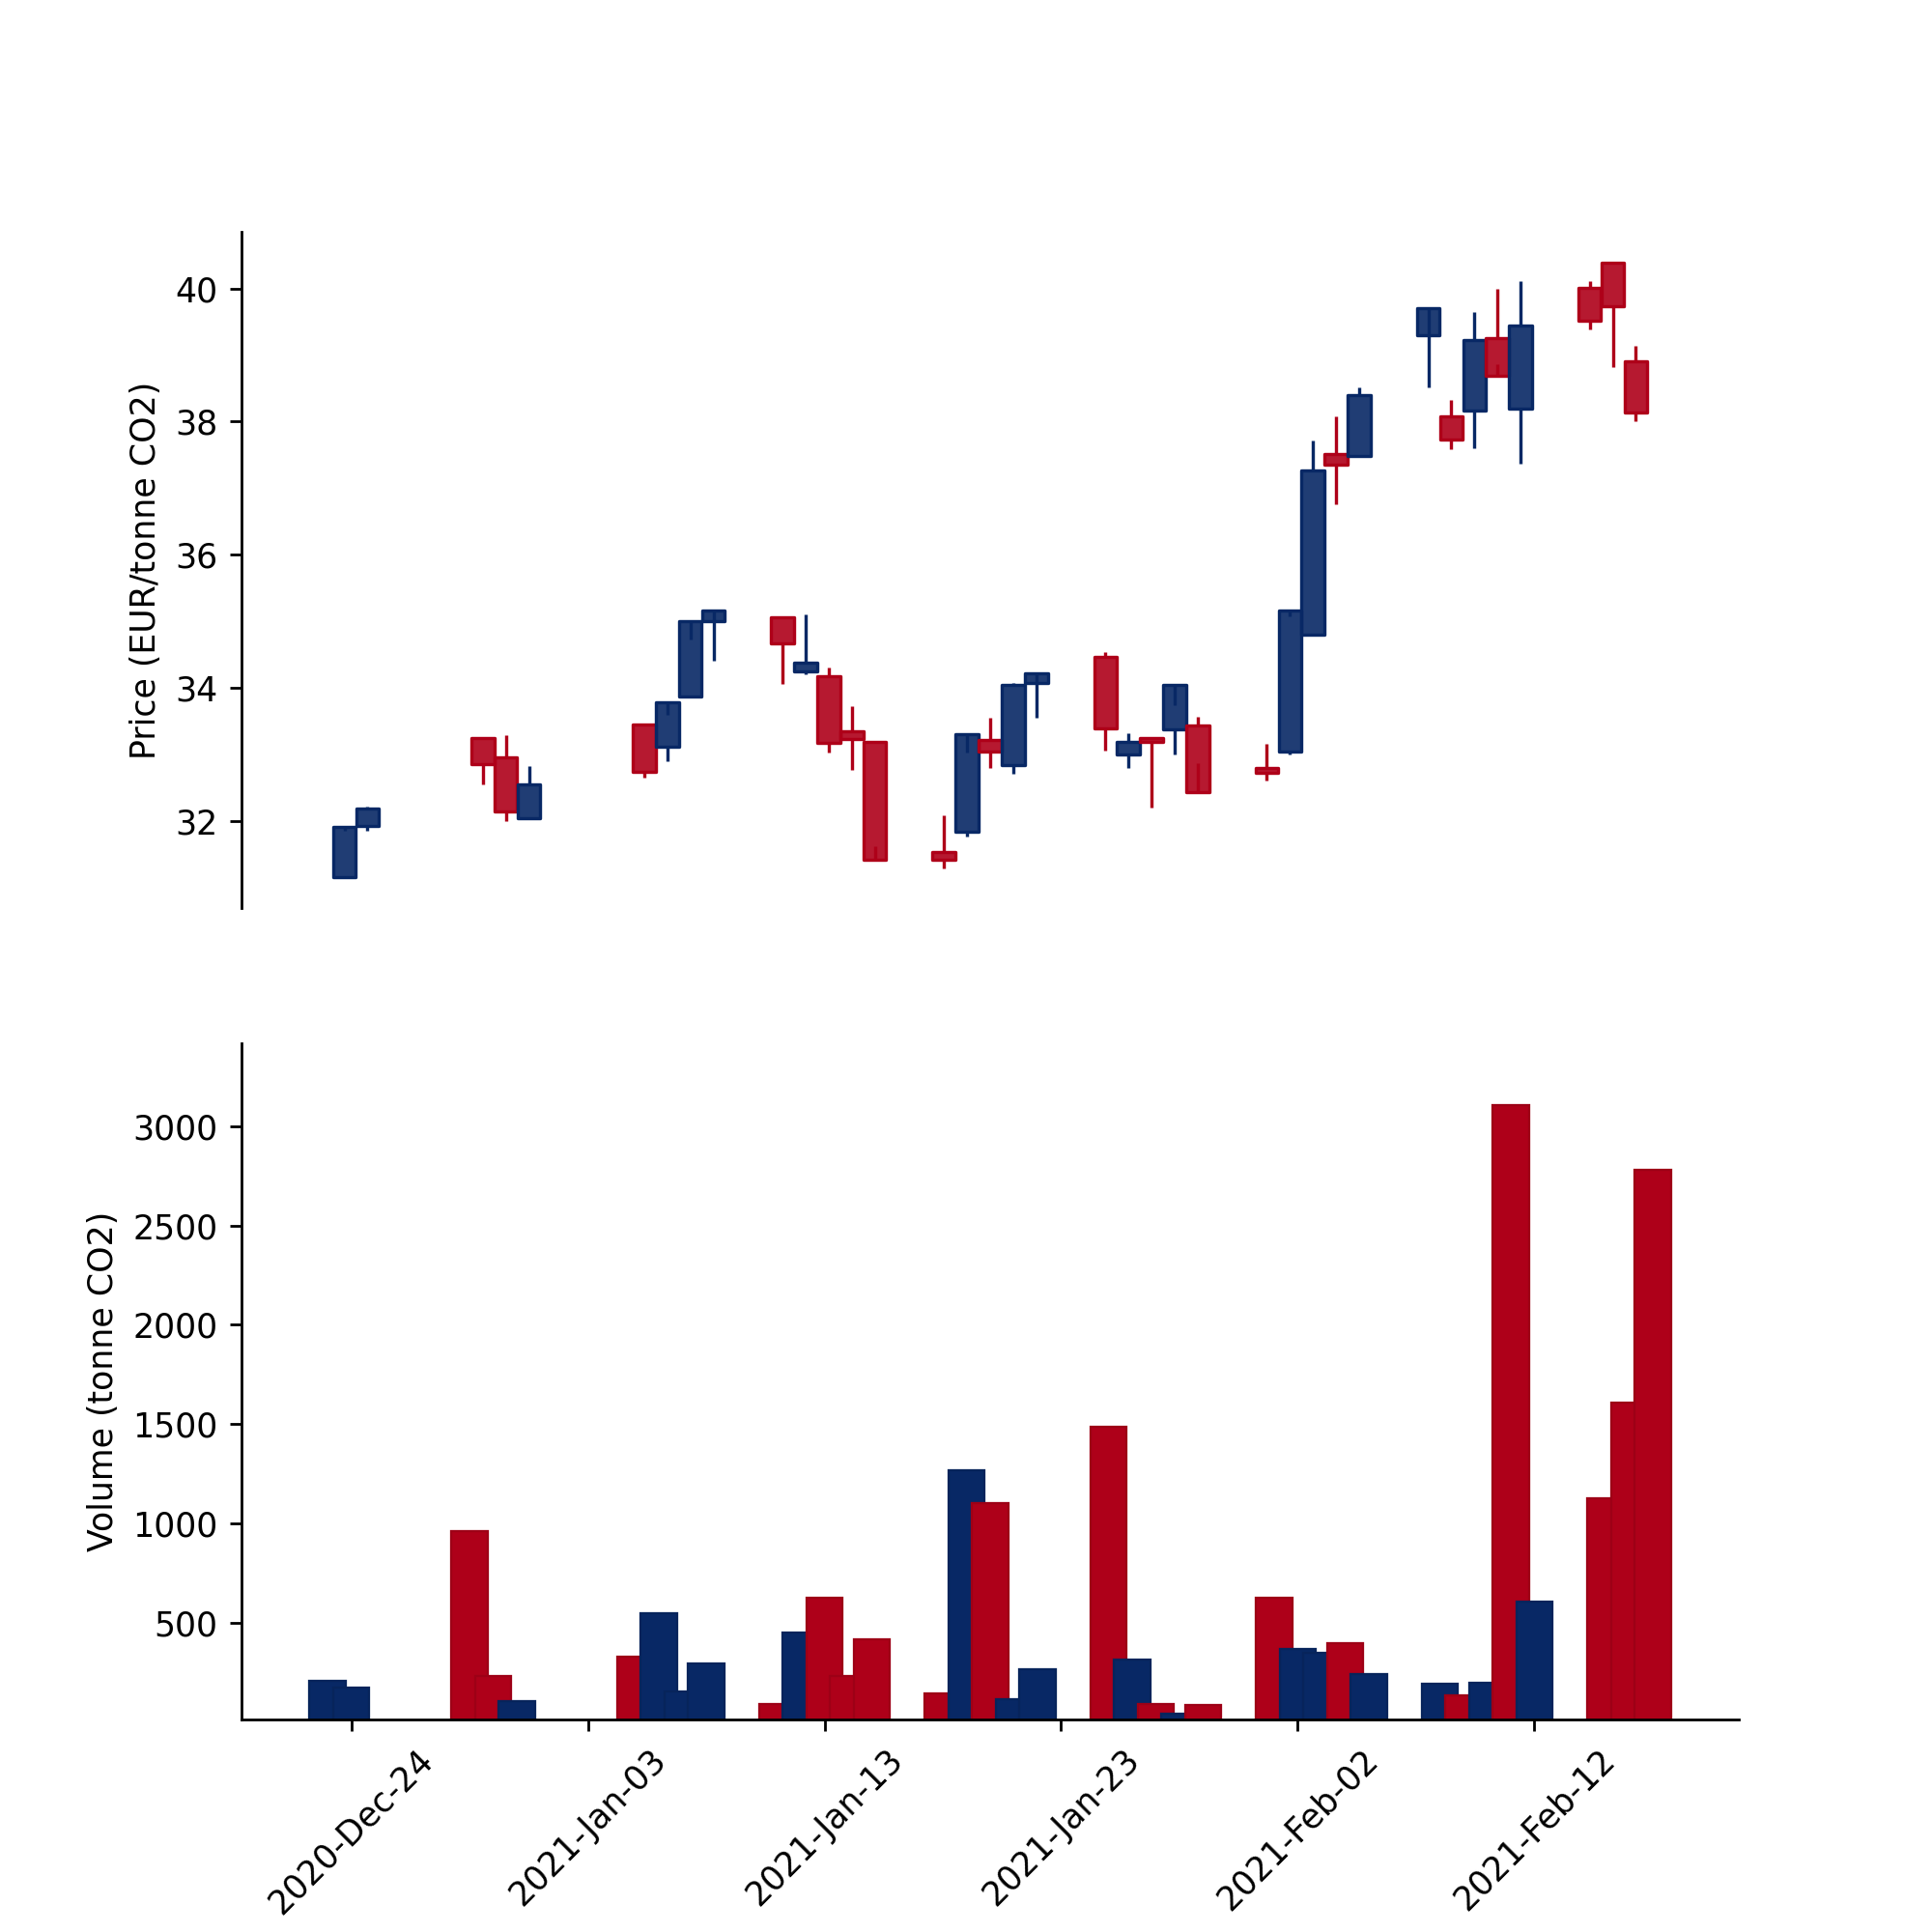 Price (EUR/tonne CO2)
40
38
36
34
32
Volume (tonne CO2)
3000
2500
2000
1500
1000
500
2020-Dec-24
2021-Jan-03
2021-Jan-13
2021-Jan-23
2021-Feb-02
2021-Feb-12